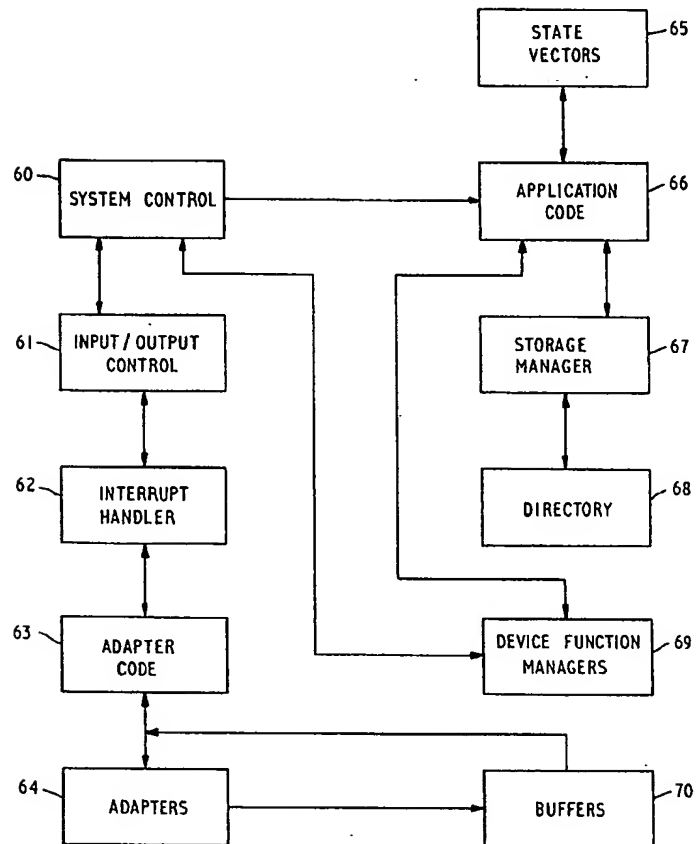 65
STATE
VECTORS
60
SYSTEM CONTROL
66
APPLICATION
CODE
61
INPUT / OUTPUT
CONTROL
67
STORAGE
MANAGER
62
INTERRUPT
HANDLER
68
DIRECTORY
63
ADAPTER
CODE
69
DEVICE FUNCTION
MANAGERS
64
ADAPTERS
70
BUFFERS